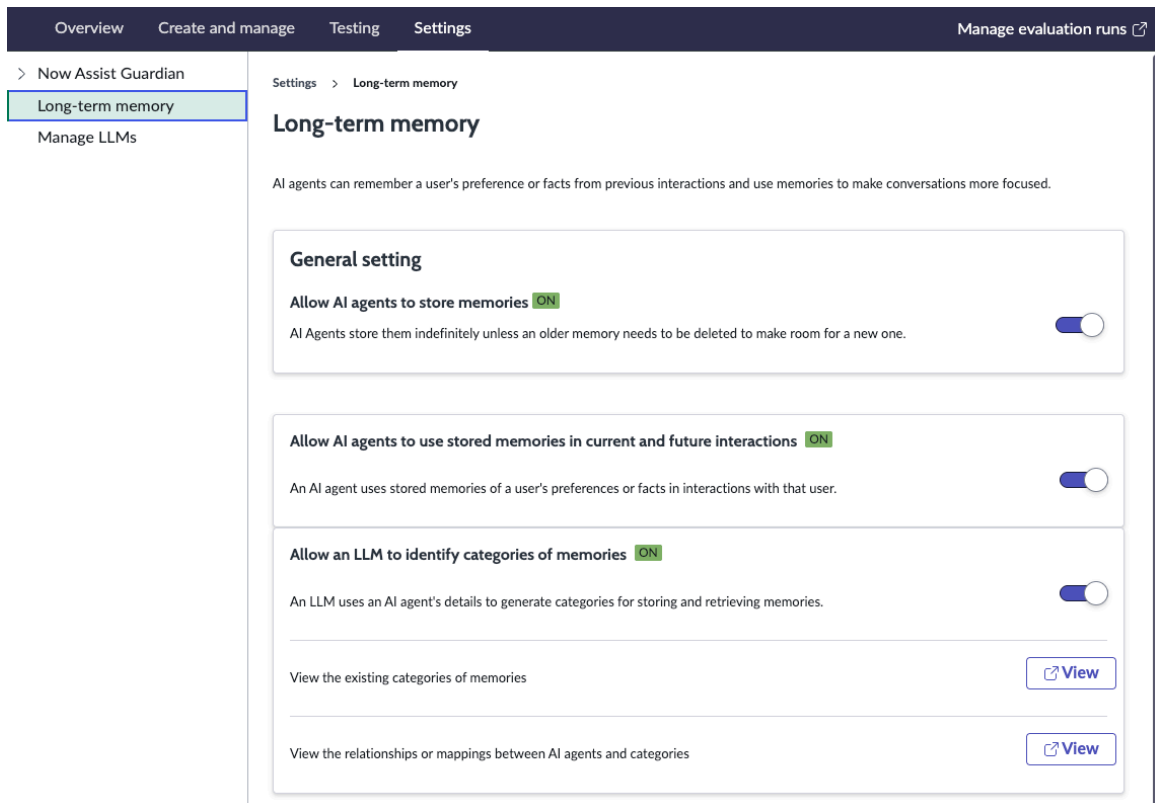 Overview Create and manage Testing Settings Manage evaluation runs
Now Assist Guardian
Long-term memory
Manage LLMs
Settings > Long-term memory
Long-term memory
AI agents can remember a user's preference or facts from previous interactions and use memories to make conversations more focused.
General setting
Allow AI agents to store memories ON
AI Agents store them indefinitely unless an older memory needs to be deleted to make room for a new one.
Allow AI agents to use stored memories in current and future interactions ON
An AI agent uses stored memories of a user's preferences or facts in interactions with that user.
Allow an LLM to identify categories of memories ON
An LLM uses an AI agent's details to generate categories for storing and retrieving memories.
View the existing categories of memories View
View the relationships or mappings between AI agents and categories View